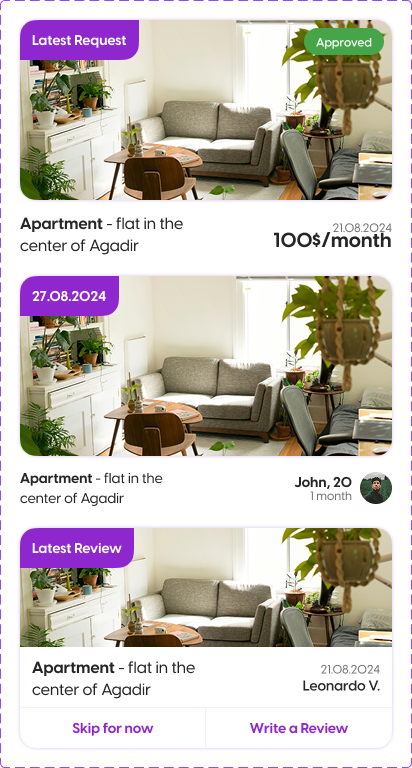 Latest Request
Approved
Apartment - flat in the
center of Agadir
21.08.2024
100$/month
27.08.2024
Apartment - flat in the
center of Agadir
John, 20
1 month
Latest Review
Apartment - flat in the
center of Agadir
21.08.2024
Leonardo V.
Skip for now
Write a Review